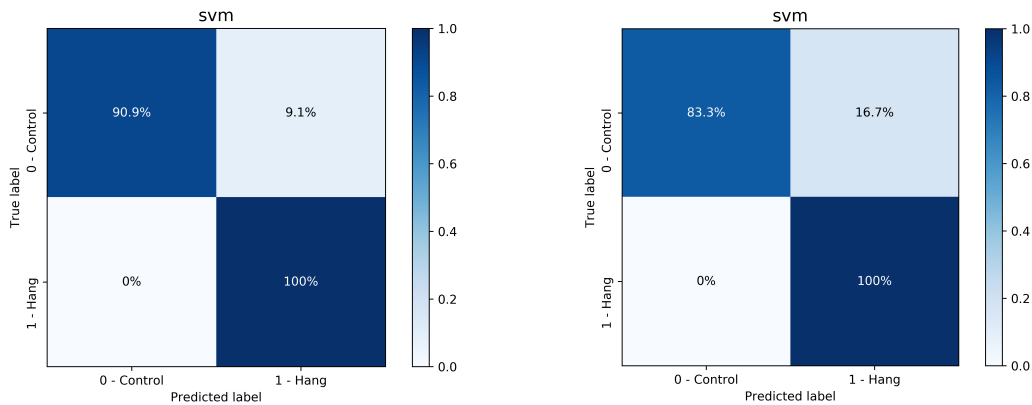 svm
True label
0 - Control
1 - Hang
90.9%
9.1%
0%
100%
0 - Control
1 - Hang
Predicted label
1.0
0.8
0.6
0.4
0.2
0.0
svm
True label
0 - Control
1 - Hang
83.3%
16.7%
0%
100%
0 - Control
1 - Hang
Predicted label
1.0
0.8
0.6
0.4
0.2
0.0